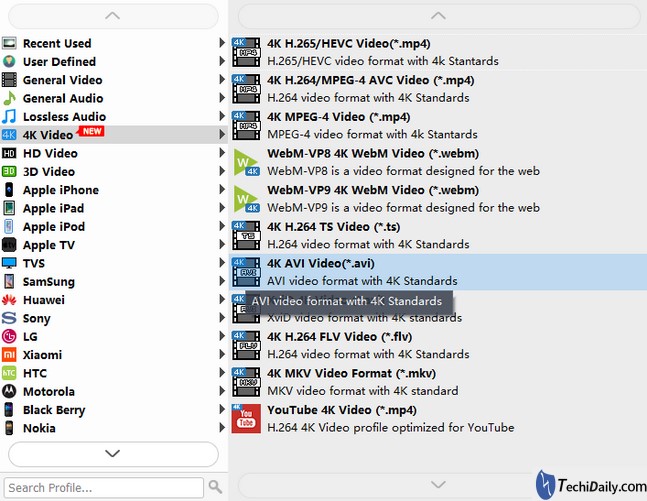 Recent Used
User Defined
General Video
General Audio
Lossless Audio
4K Video NEW
HD Video
3D Video
Apple iPhone
Apple iPad
Apple iPod
Apple TV
TVS
SamSung
Huawei
Sony
LG
Xiaomi
HTC
Motorola
Black Berry
Nokia
Search Profile...
4K H.265/HEVC Video(*.mp4)
H.265/HEVC video format with 4k Stantards
4K H.264/MPEG-4 AVC Video (*.mp4)
H.264 video format with 4K Standards
4K MPEG-4 Video (*.mp4)
MPEG-4 video format with 4K Stantards
WebM-VP8 4K WebM Video (*.webm)
WebM-VP8 is a video format designed for the web
WebM-VP9 4K WebM Video (*.webm)
WebM-VP9 is a video format designed for the web
4K H.264 TS Video (*.ts)
H.264 video format with 4K Standards
4K AVI Video(*.avi)
AVI video format with 4K Standards
AVI video format with 4K Standards
XviD video format with 4K standards
4K H.264 FLV Video (*.flv)
H.264 video format with 4K Standards
4K MKV Video Format (*.mkv)
MKV video format with 4K standard
YouTube 4K Video (*.mp4)
H.264 4K Video profile optimized for YouTube
TechiDaily.com